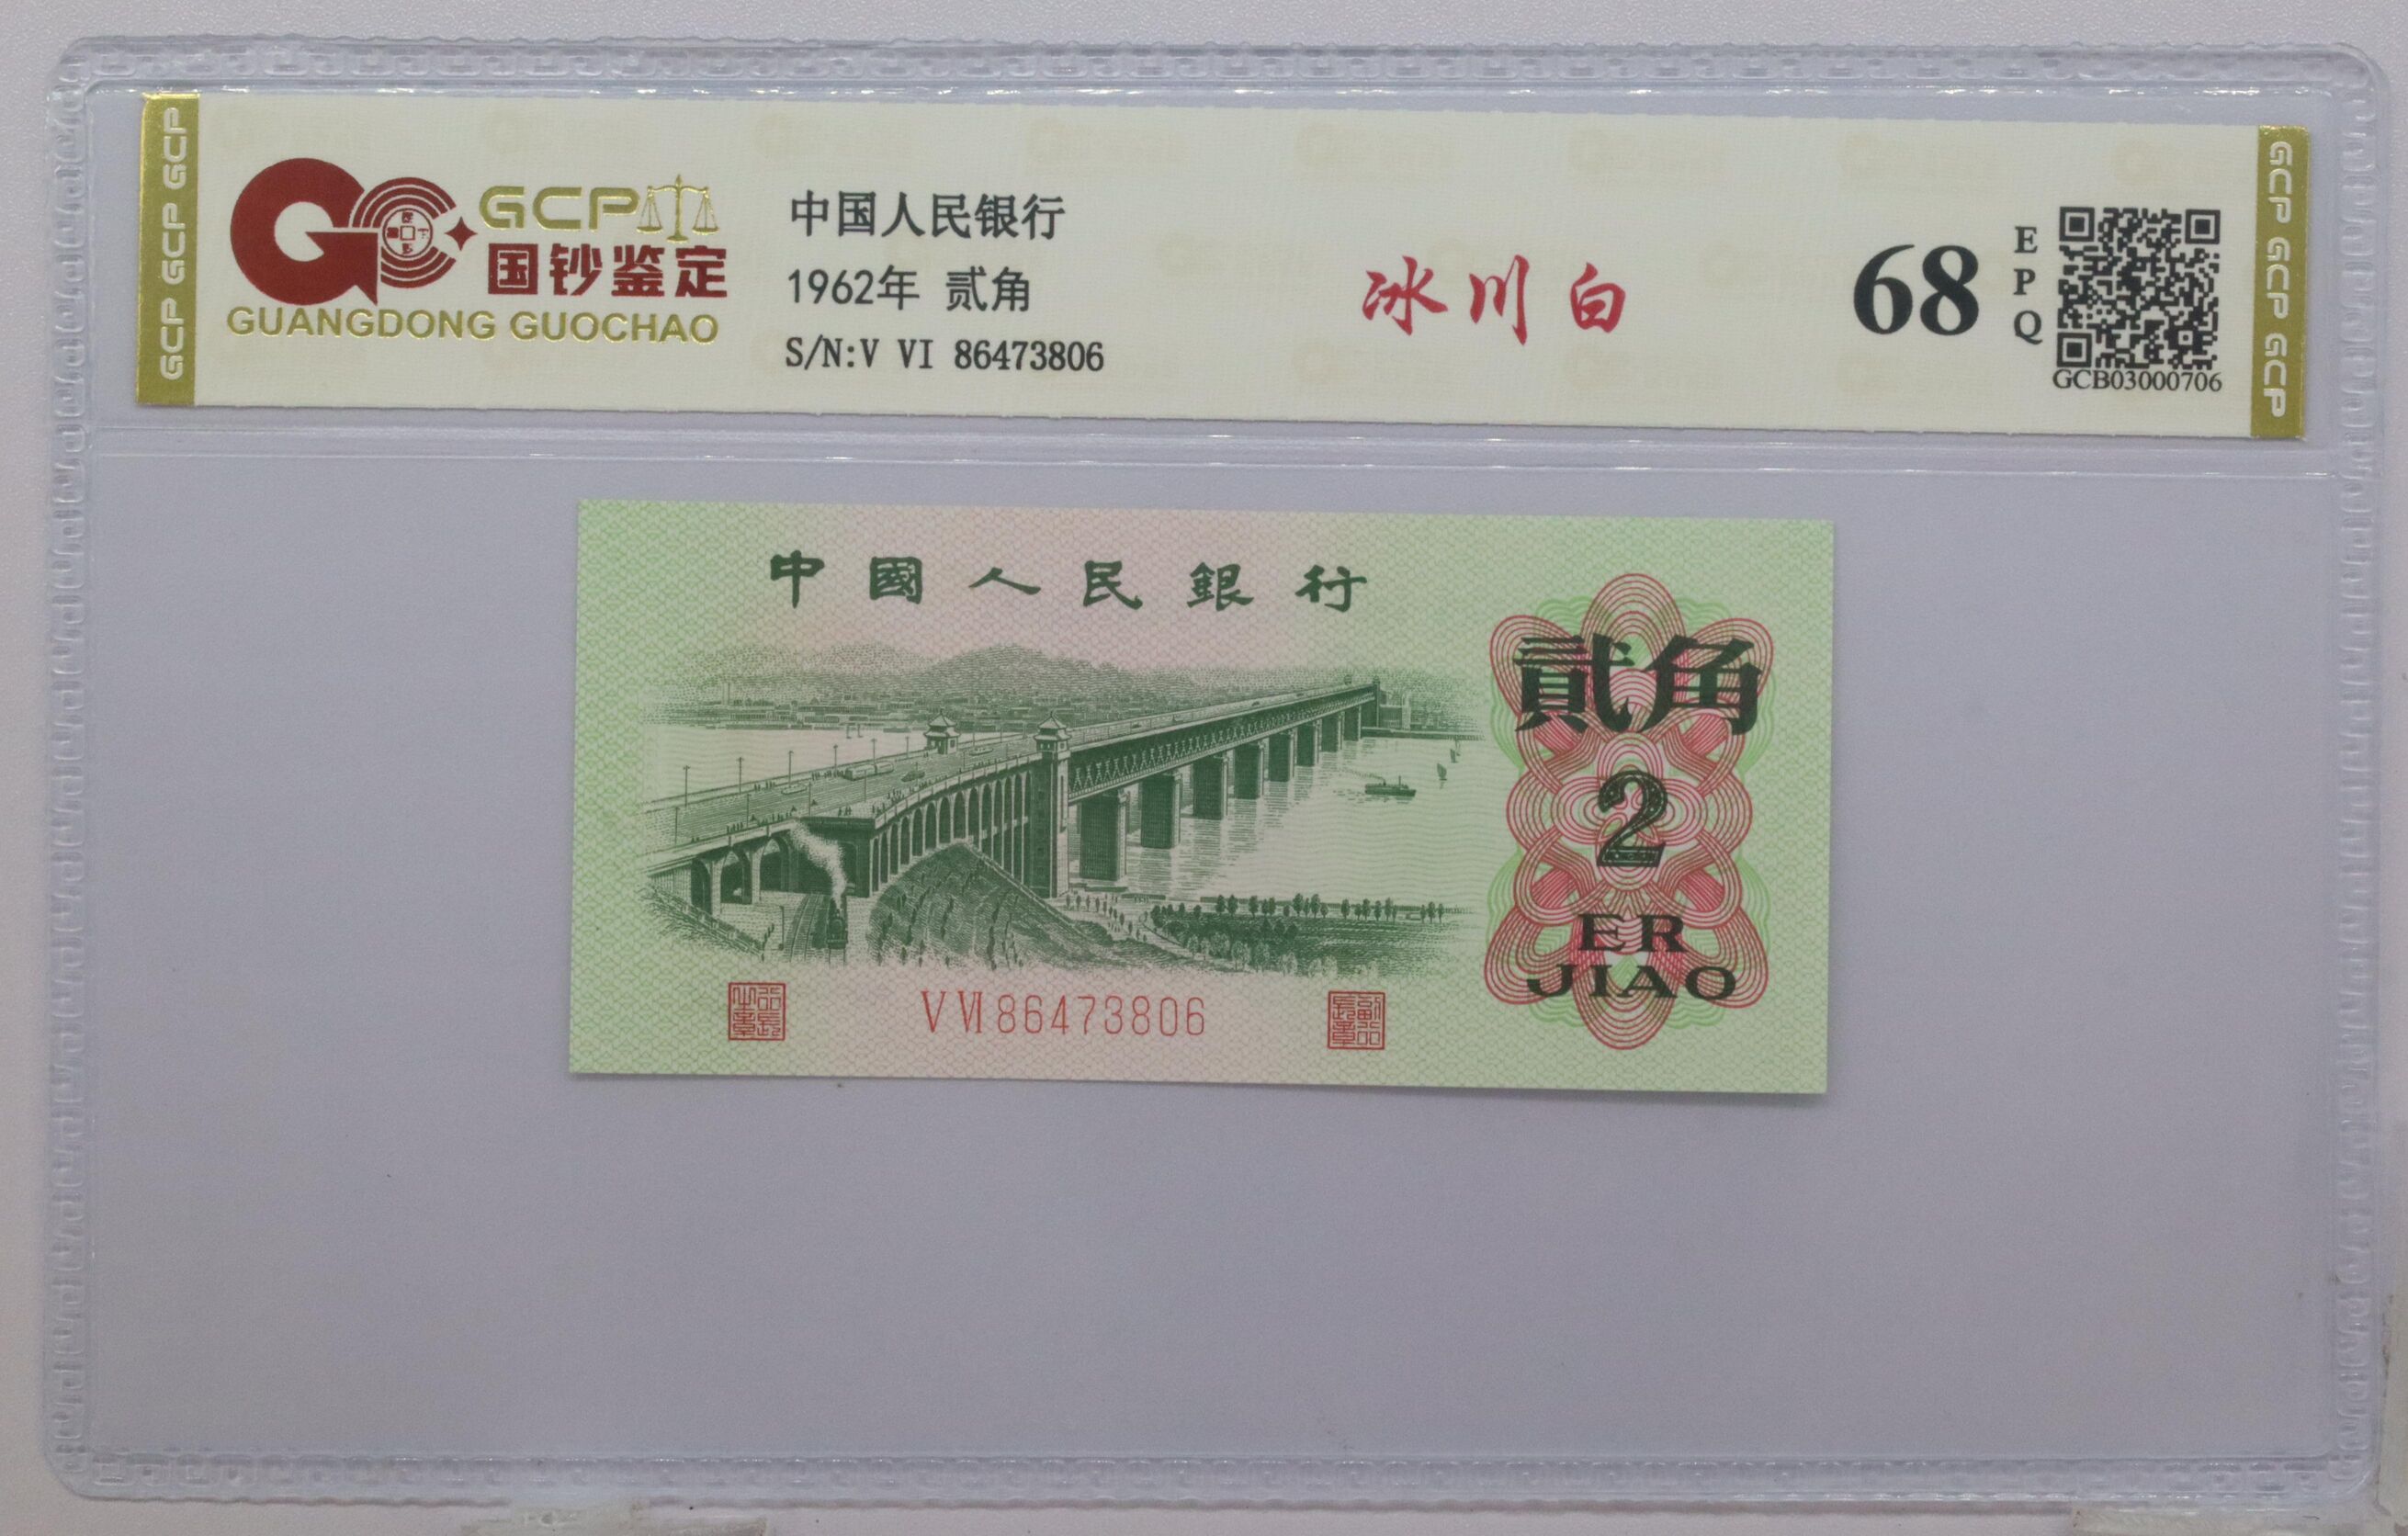 GCP GCP GCP
GCP
国钞鉴定
GUANGDONG GUOCHAO
中国人民银行
1962年 贰角
S/N:V VI 86473806
冰川白
68
EPQ
GCB03000706
GCP GCP GCP
中國人民銀行
貳角
2
ER
JIAO
V VI 86473806